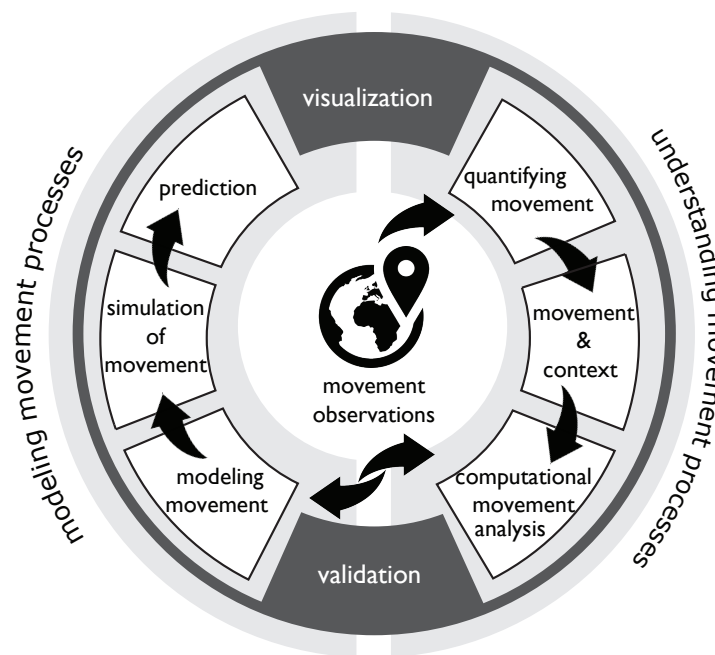 visualization
quantifying
movement
movement
&
context
computational
movement
analysis
validation
modeling
movement
simulation
of
movement
prediction
movement
observations
modeling movement processes
understanding movement processes